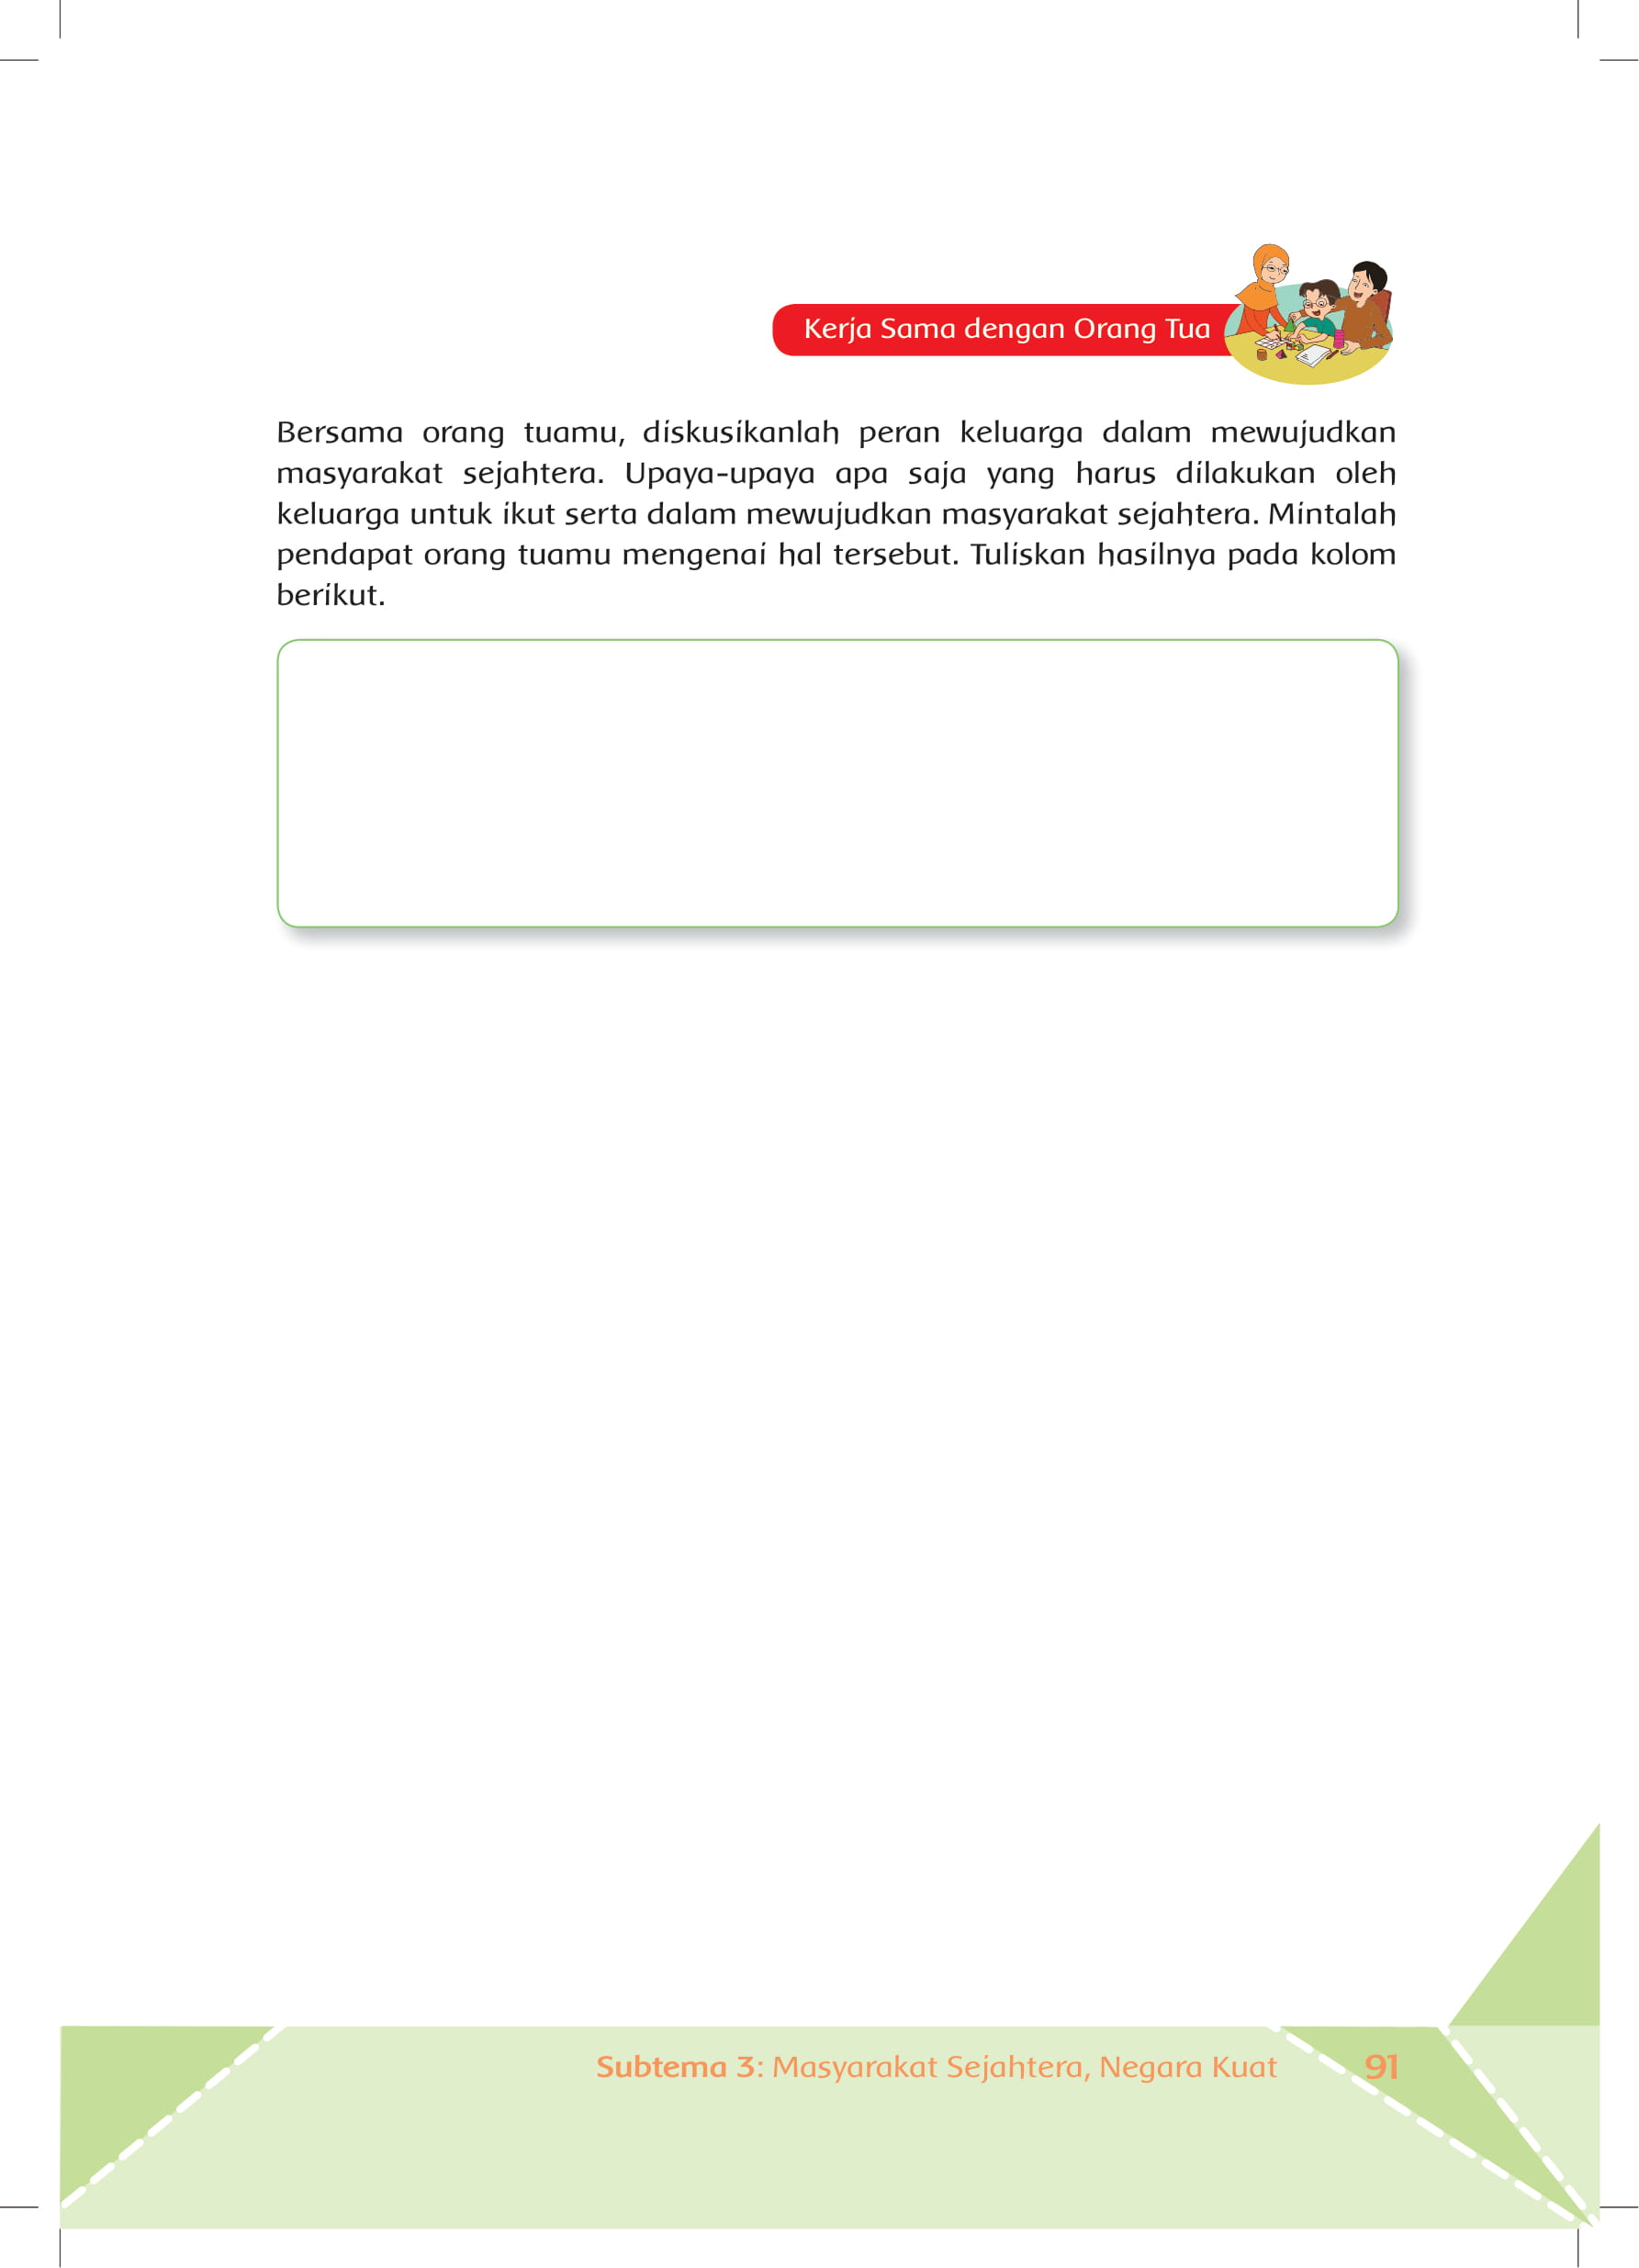 Kerja Sama dengan Orang Tua
Bersama orang tuamu, diskusikanlah peran keluarga dalam mewujudkan
masyarakat sejahtera. Upaya-upaya apa saja yang harus dilakukan oleh
keluarga untuk ikut serta dalam mewujudkan masyarakat sejahtera. Mintalah
pendapat orang tuamu mengenai hal tersebut. Tuliskan hasilnya pada kolom
berikut.
Subtema 3: Masyarakat Sejahtera, Negara Kuat 91